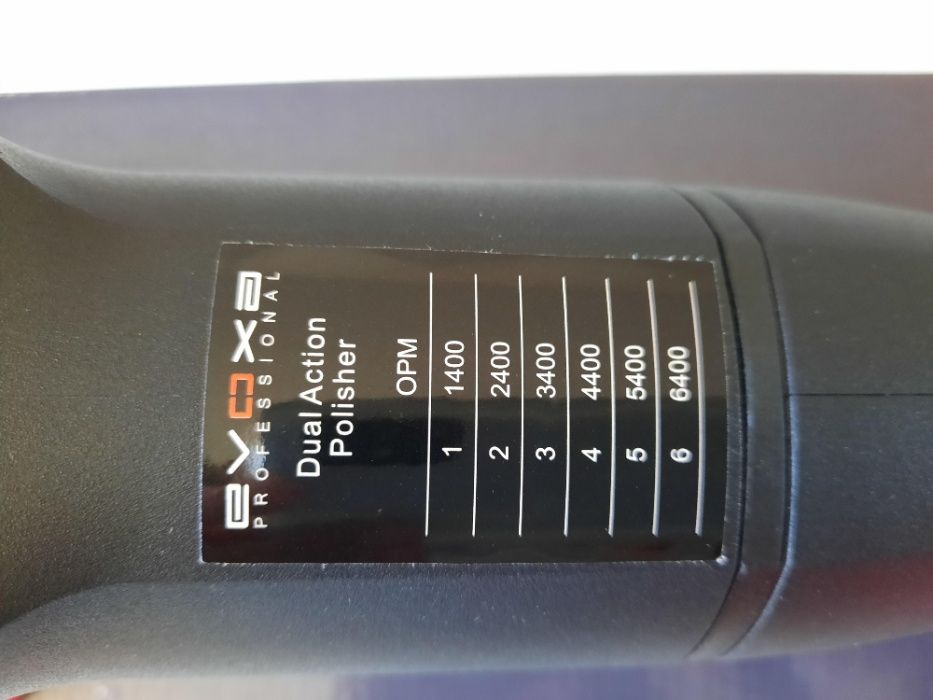 evoxa
PROFESSIONAL
Dual Action
Polisher
OPM
1 1400
2 2400
3 3400
4 4400
5 5400
6 6400